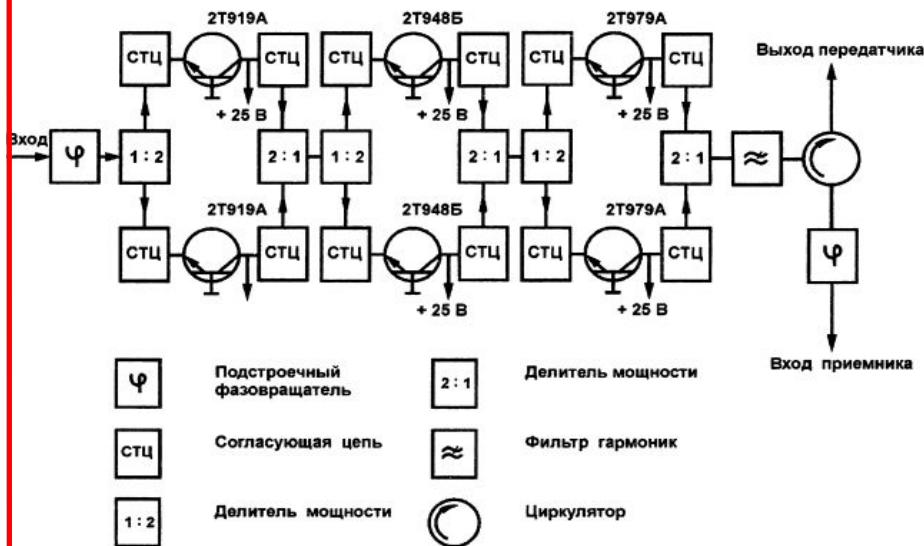 2Т919А 2Т948Б 2Т979А
Выход передатчика
СТЦ СТЦ СТЦ СТЦ СТЦ СТЦ
+ 25 В + 25 В + 25 В
Вход
φ 1 : 2 2 : 1 1 : 2 2 : 1 1 : 2 2 : 1 ≈
2Т919А 2Т948Б 2Т979А
СТЦ СТЦ СТЦ СТЦ СТЦ СТЦ φ
+ 25 В + 25 В
Вход приемника
φ Подстроечный
фазовращатель
2 : 1 Делитель мощности
СТЦ Согласующая цепь
≈ Фильтр гармоник
1 : 2 Делитель мощности
Циркулятор